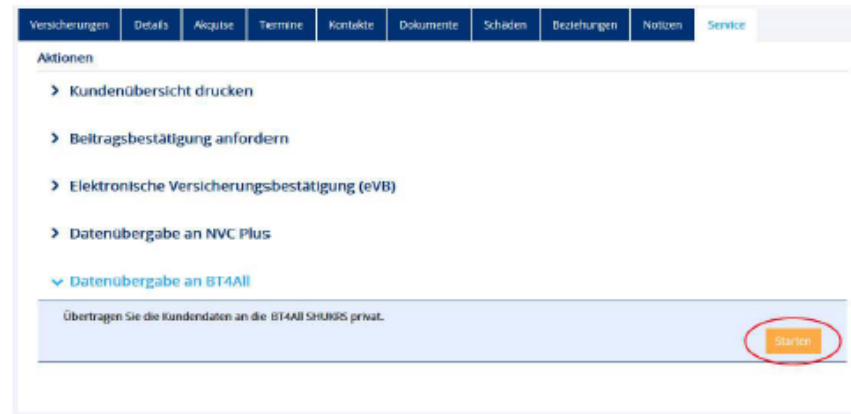 Versicherungen Details Akquise Termine Kontakte Dokumente Schäden Beziehungen Notizen Service
Aktionen
Kundenübersicht drucken
Beitragsbestätigung anfordern
Elektronische Versicherungsbestätigung (eVB)
Datenübergabe an NVC Plus
Datenübergabe an BT4All
Übertragen Sie die Kundendaten an die BT4All SHUKRS privat.
Starten